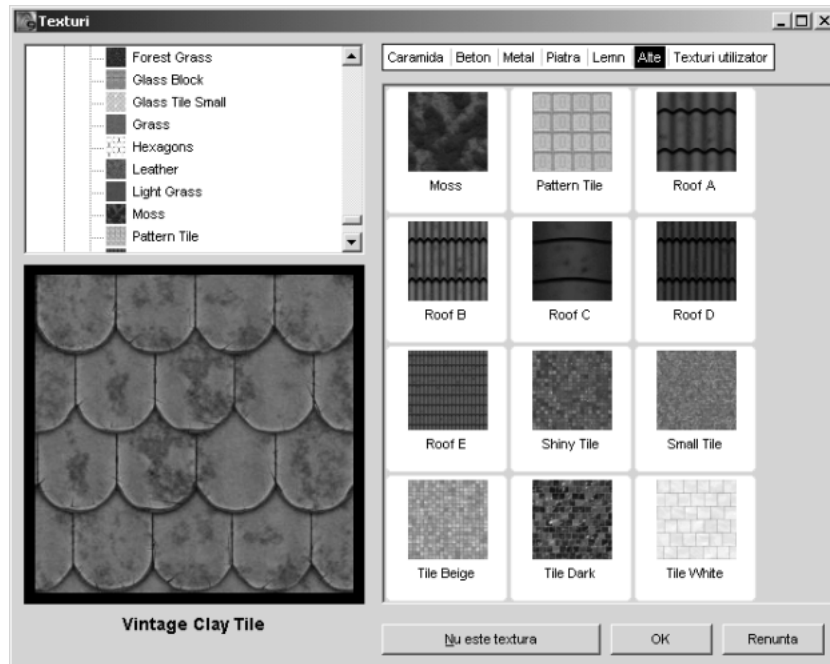 Texturi
Forest Grass
Glass Block
Glass Tile Small
Grass
Hexagons
Leather
Light Grass
Moss
Pattern Tile
Vintage Clay Tile
Caramida Beton Metal Piatra Lemn Alte Texturi utilizator
Moss Pattern Tile Roof A
Roof B Roof C Roof D
Roof E Shiny Tile Small Tile
Tile Beige Tile Dark Tile White
Nu este textura OK Renunta